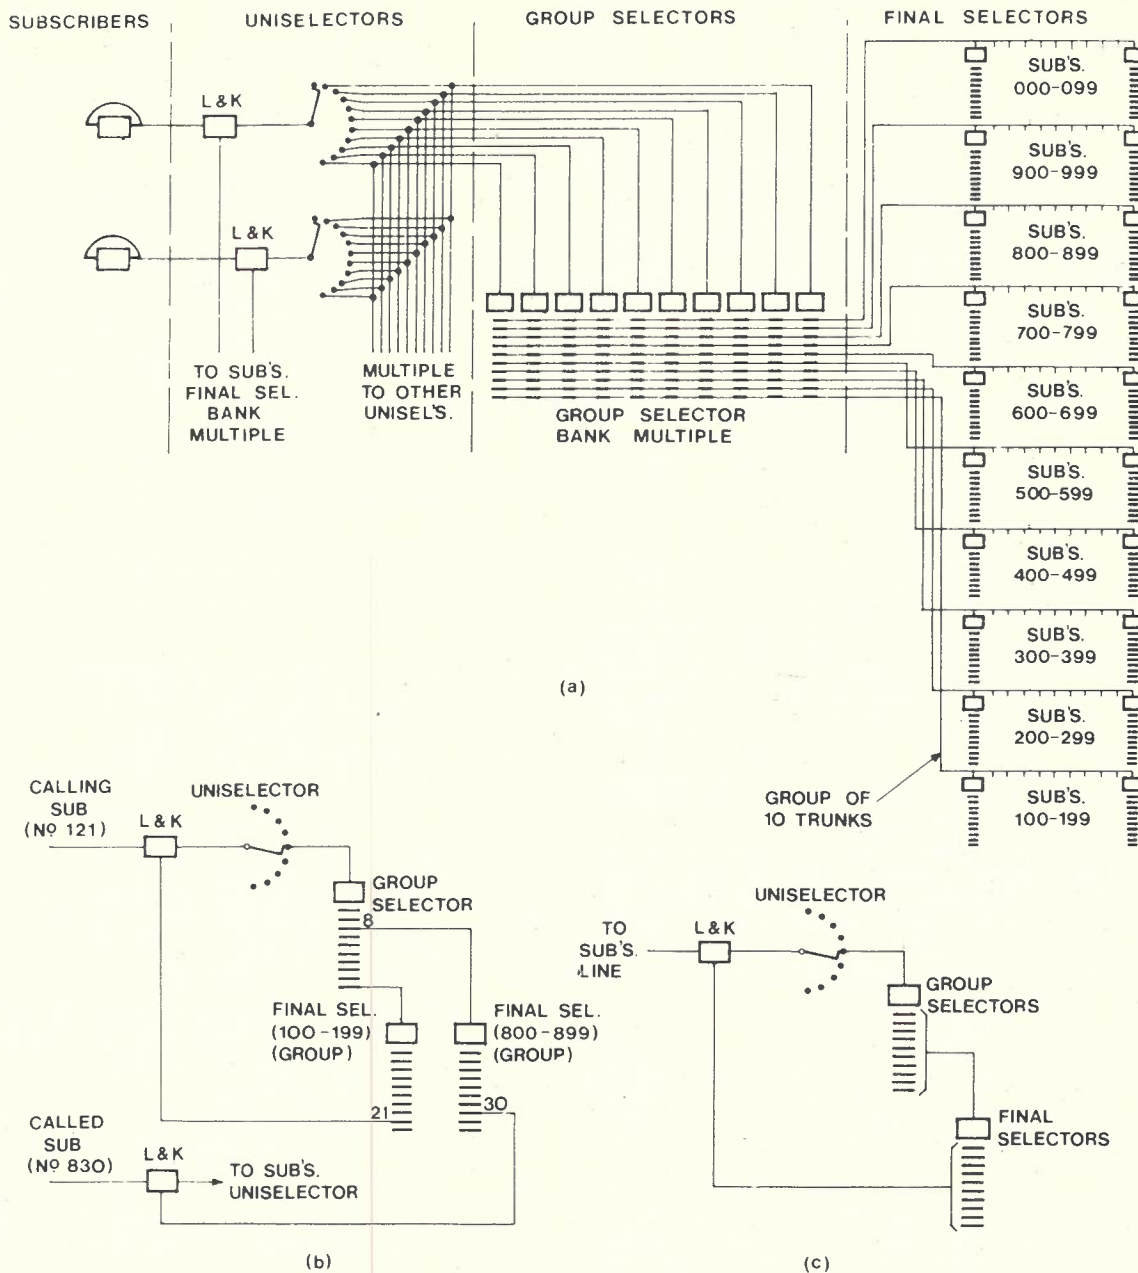 SUBSCRIBERS
UNISELECTORS
GROUP SELECTORS
FINAL SELECTORS
L & K
L & K
TO SUB'S.
FINAL SEL.
BANK
MULTIPLE
MULTIPLE
TO OTHER
UNISEL'S.
GROUP SELECTOR
BANK MULTIPLE
SUB'S.
000-099
SUB'S.
900-999
SUB'S.
800-899
SUB'S.
700-799
SUB'S.
600-699
SUB'S.
500-599
SUB'S.
400-499
SUB'S.
300-399
SUB'S.
200-299
SUB'S.
100-199
GROUP OF
10 TRUNKS
(a)
CALLING
SUB
(Nº 121)
L & K
UNISELECTOR
GROUP
SELECTOR
8
FINAL SEL.
(100-199)
(GROUP)
FINAL SEL.
(800-899)
(GROUP)
21
30
CALLED
SUB
(Nº 830)
L & K
TO SUB'S.
UNISELECTOR
(b)
TO
SUB'S.
LINE
L & K
UNISELECTOR
GROUP
SELECTORS
FINAL
SELECTORS
(c)